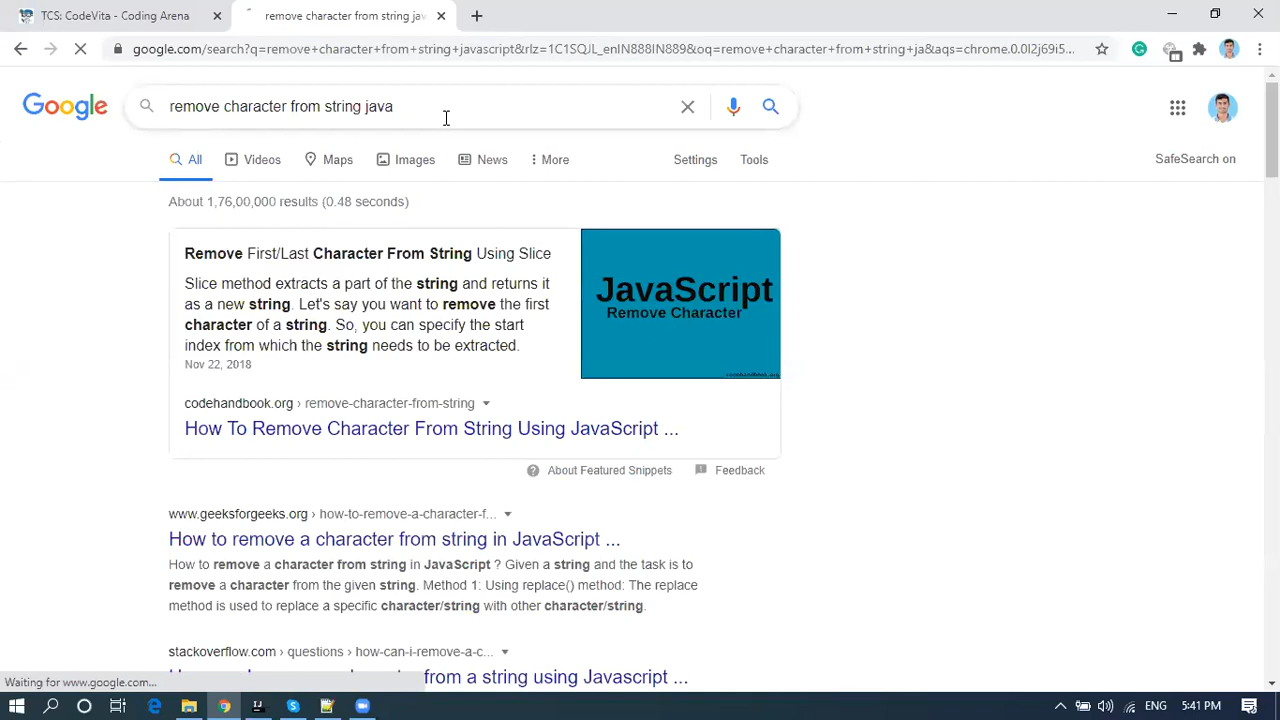 TCS: CodeVita - Coding Arena
remove character from string jav
google.com/search?q=remove+character+from+string+javascript&rlz=1C1SQJL_enIN888IN889&oq=remove+character+from+string+ja&aqs=chrome.0.0l2j69i5...
Google
remove character from string java
All
Videos
Maps
Images
News
More
Settings
Tools
SafeSearch on
About 1,76,00,000 results (0.48 seconds)
Remove First/Last Character From String Using Slice
Slice method extracts a part of the string and returns it
as a new string. Let's say you want to remove the first
character of a string. So, you can specify the start
index from which the string needs to be extracted.
Nov 22, 2018
JavaScript
Remove Character
codehandbook.org › remove-character-from-string
How To Remove Character From String Using JavaScript ...
About Featured Snippets
Feedback
www.geeksforgeeks.org › how-to-remove-a-character-f...
How to remove a character from string in JavaScript ...
How to remove a character from string in JavaScript ? Given a string and the task is to
remove a character from the given string. Method 1: Using replace() method: The replace
method is used to replace a specific character/string with other character/string.
stackoverflow.com › questions › how-can-i-remove-a-c...
from a string using Javascript ...
Waiting for www.google.com...
ENG
5:41 PM